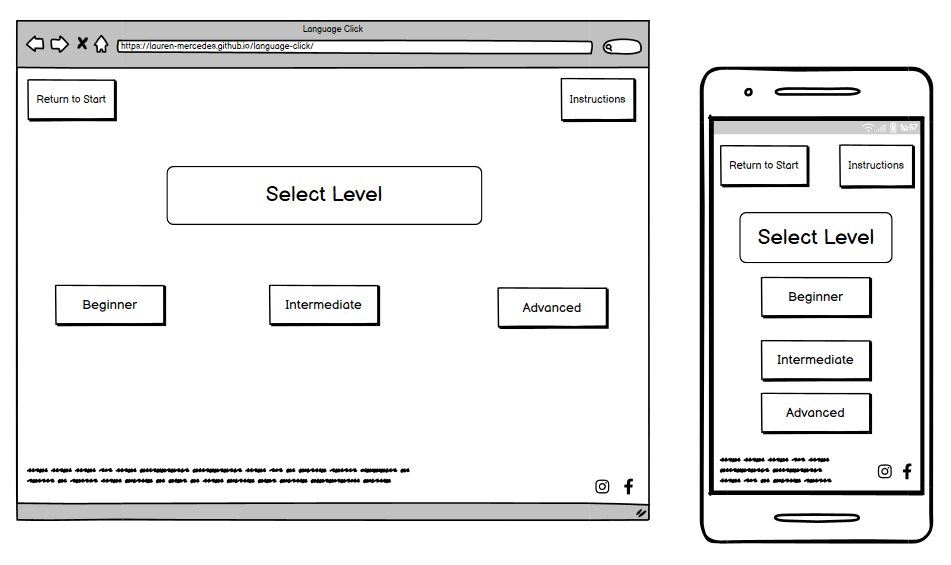 Language Click
https://lauren-mercedes.github.io/language-click/
Return to Start
Instructions
Select Level
Beginner
Intermediate
Advanced
Return to Start
Instructions
Select Level
Beginner
Intermediate
Advanced